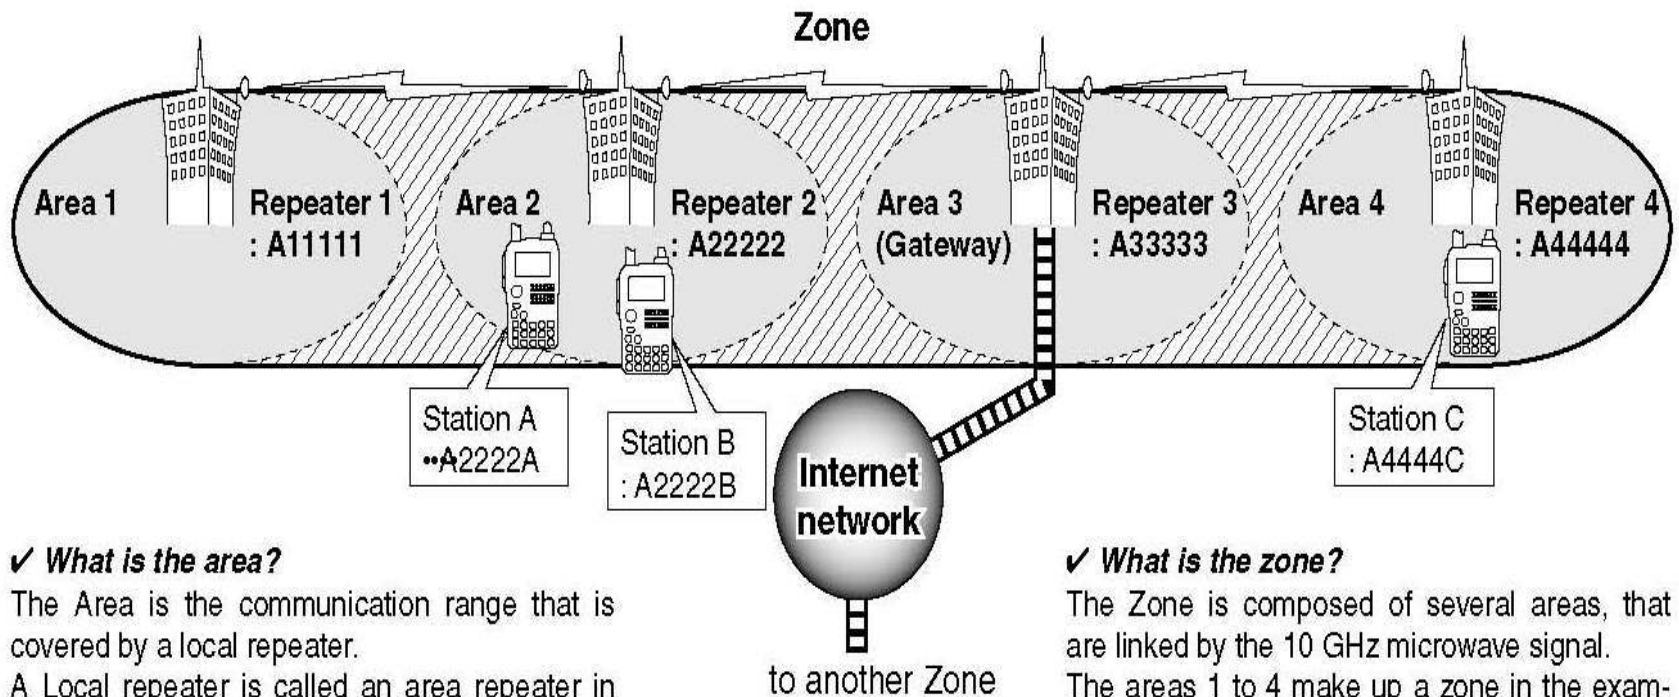 Zone
Area 1
Repeater 1
: A11111
Area 2
Repeater 2
: A22222
Area 3
(Gateway)
Repeater 3
: A33333
Area 4
Repeater 4
: A44444
Station A
: A2222A
Station B
: A2222B
Station C
: A4444C
Internet
network
to another Zone
✔ What is the area?
The Area is the communication range that is
covered by a local repeater.
A Local repeater is called an area repeater in
✔ What is the zone?
The Zone is composed of several areas, that
are linked by the 10 GHz microwave signal.
The areas 1 to 4 make up a zone in the exam-